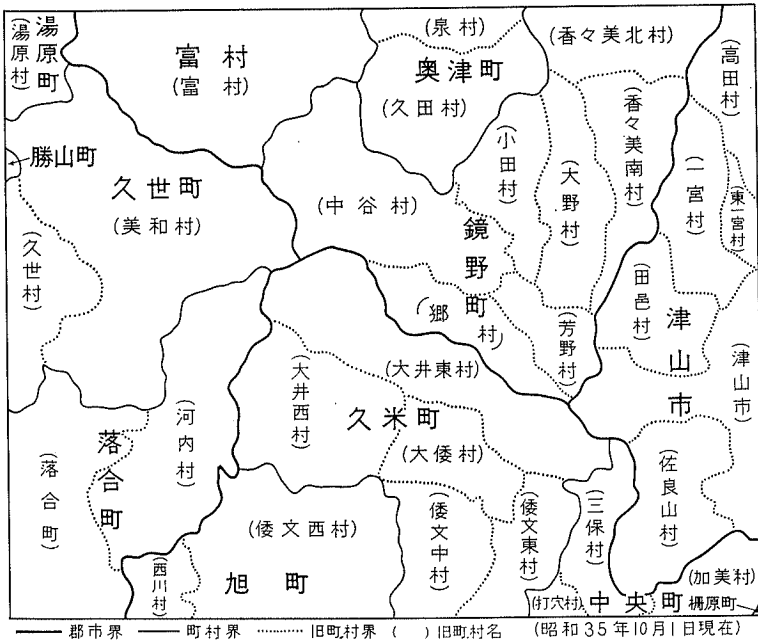 (湯原村)
湯原町
富村
(富村)
(泉村)
奥津町
(久田村)
(香々美北村)
(高田村)
勝山町
久世町
(美和村)
(久世村)
(中谷村)
(小田村)
(大野村)
(香々美南村)
(一宮村)
(東一宮村)
鏡野町
(郷村)
(芳野村)
(田邑村)
津山市
(津山市)
(大井西村)
(大井東村)
久米町
(大倭村)
(河内村)
落合町
(落合町)
(佐良山村)
(西川村)
(倭文西村)
旭町
(倭文中村)
(倭文東村)
(三保村)
(打穴村)
中央町
(加美村)
柵原町
郡市界 町村界 旧町村界 ( )旧町村名 (昭和35年10月1日現在)